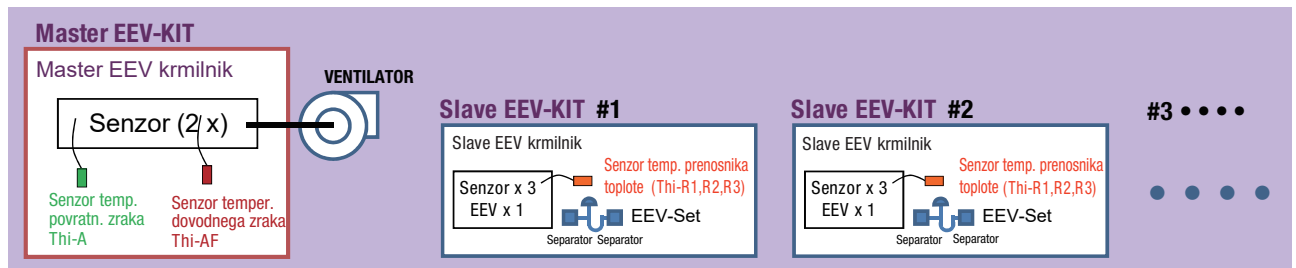 Master EEV-KIT
Master EEV krmilnik
Senzor (2 x)
Senzor temp.
povratn. zraka
Thi-A
Senzor temper.
dovodnega zraka
Thi-AF
VENTILATOR
Slave EEV-KIT #1
Slave EEV krmilnik
Senzor x 3
EEV x 1
Senzor temp. prenosnika
toplote (Thi-R1,R2,R3)
EEV-Set
Separator Separator
Slave EEV-KIT #2
Slave EEV krmilnik
Senzor x 3
EEV x 1
Senzor temp. prenosnika
toplote (Thi-R1,R2,R3)
EEV-Set
Separator Separator
#3 • • • •